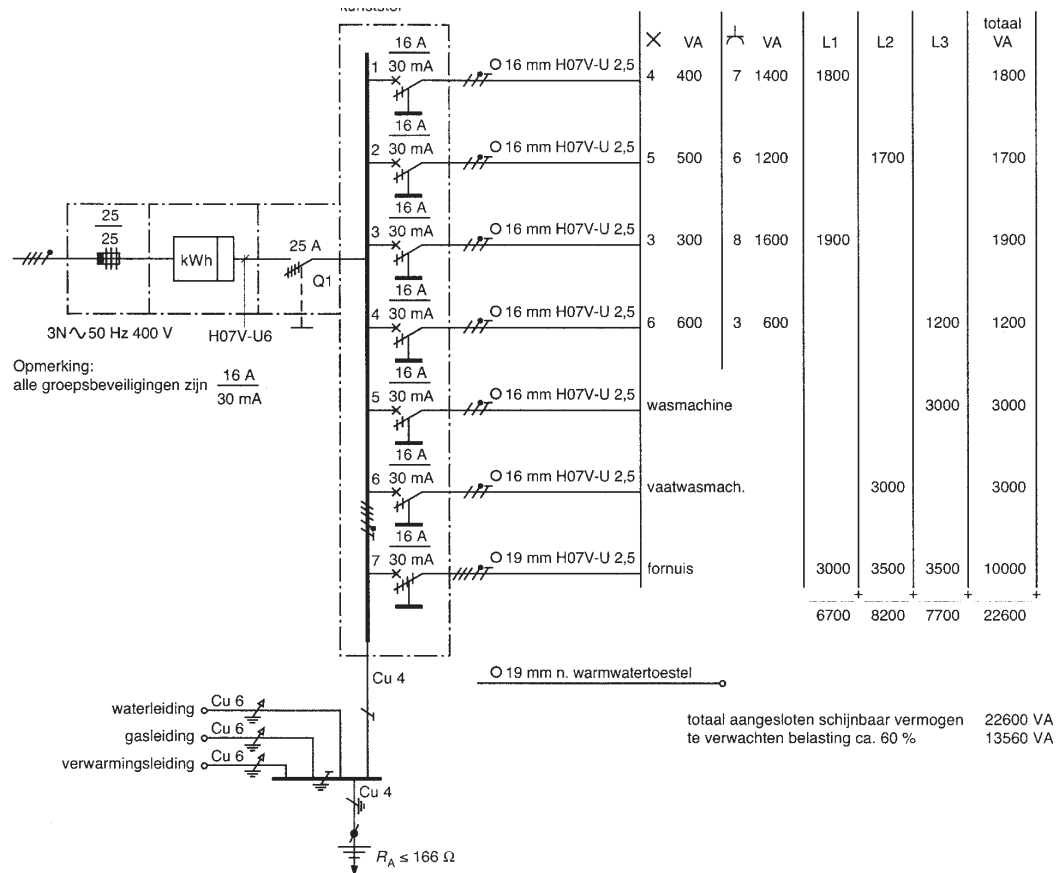 kunststof
totaal
× VA VA L1 L2 L3 VA
16 A
1 30 mA O 16 mm H07V-U 2,5 4 400 7 1400 1800 1800
16 A
2 30 mA O 16 mm H07V-U 2,5 5 500 6 1200 1700 1700
16 A
3 30 mA O 16 mm H07V-U 2,5 3 300 8 1600 1900 1900
25
25
kWh
25 A
Q1
3N ∿ 50 Hz 400 V
H07V-U6
16 A
4 30 mA O 16 mm H07V-U 2,5 6 600 3 600 1200 1200
Opmerking:
alle groepsbeveiligingen zijn 16 A
30 mA
16 A
5 30 mA O 16 mm H07V-U 2,5 wasmachine 3000 3000
16 A
6 30 mA O 16 mm H07V-U 2,5 vaatwasmach. 3000 3000
16 A
7 30 mA O 19 mm H07V-U 2,5 fornuis 3000 3500 3500 10000
+ + + +
6700 8200 7700 22600
Cu 4
O 19 mm n. warmwatertoestel
waterleiding Cu 6
gasleiding Cu 6
verwarmingsleiding Cu 6
Cu 4
totaal aangesloten schijnbaar vermogen 22600 VA
te verwachten belasting ca. 60 % 13560 VA
RA ≤ 166 Ω